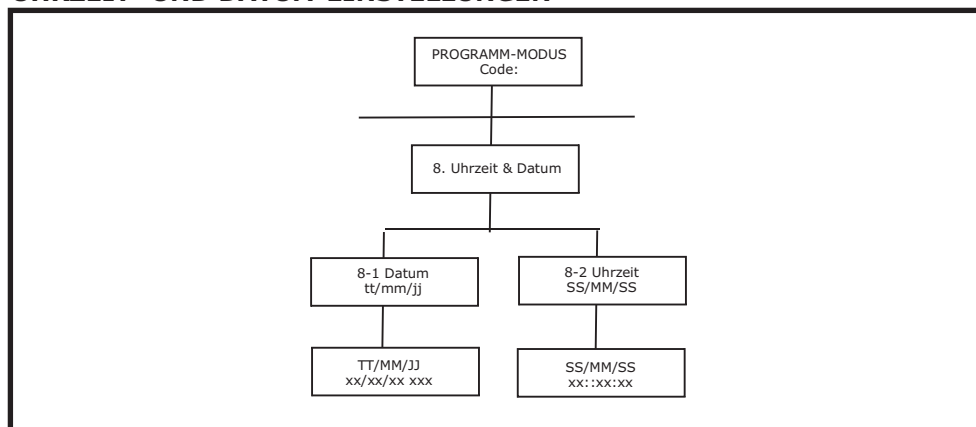 PROGRAMM-MODUS
Code:
8. Uhrzeit & Datum
8-1 Datum
tt/mm/jj
8-2 Uhrzeit
SS/MM/SS
TT/MM/JJ
xx/xx/xx xxx
SS/MM/SS
xx::xx:xx